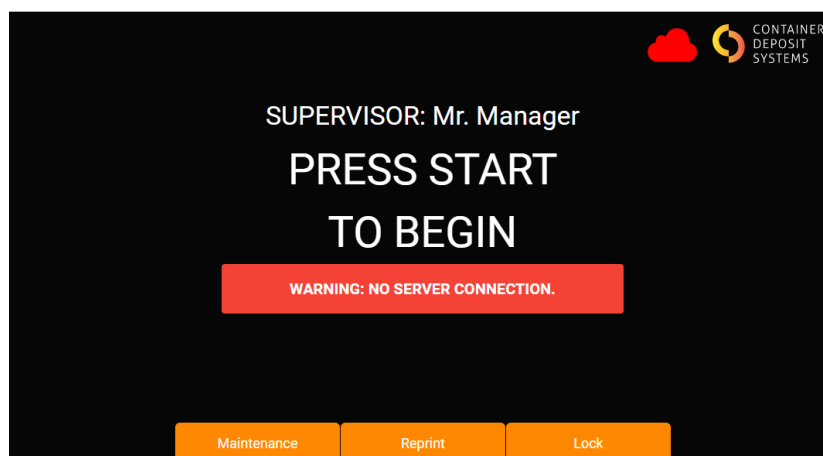 CONTAINER
DEPOSIT
SYSTEMS
SUPERVISOR: Mr. Manager
PRESS START
TO BEGIN
WARNING: NO SERVER CONNECTION.
Maintenance
Reprint
Lock